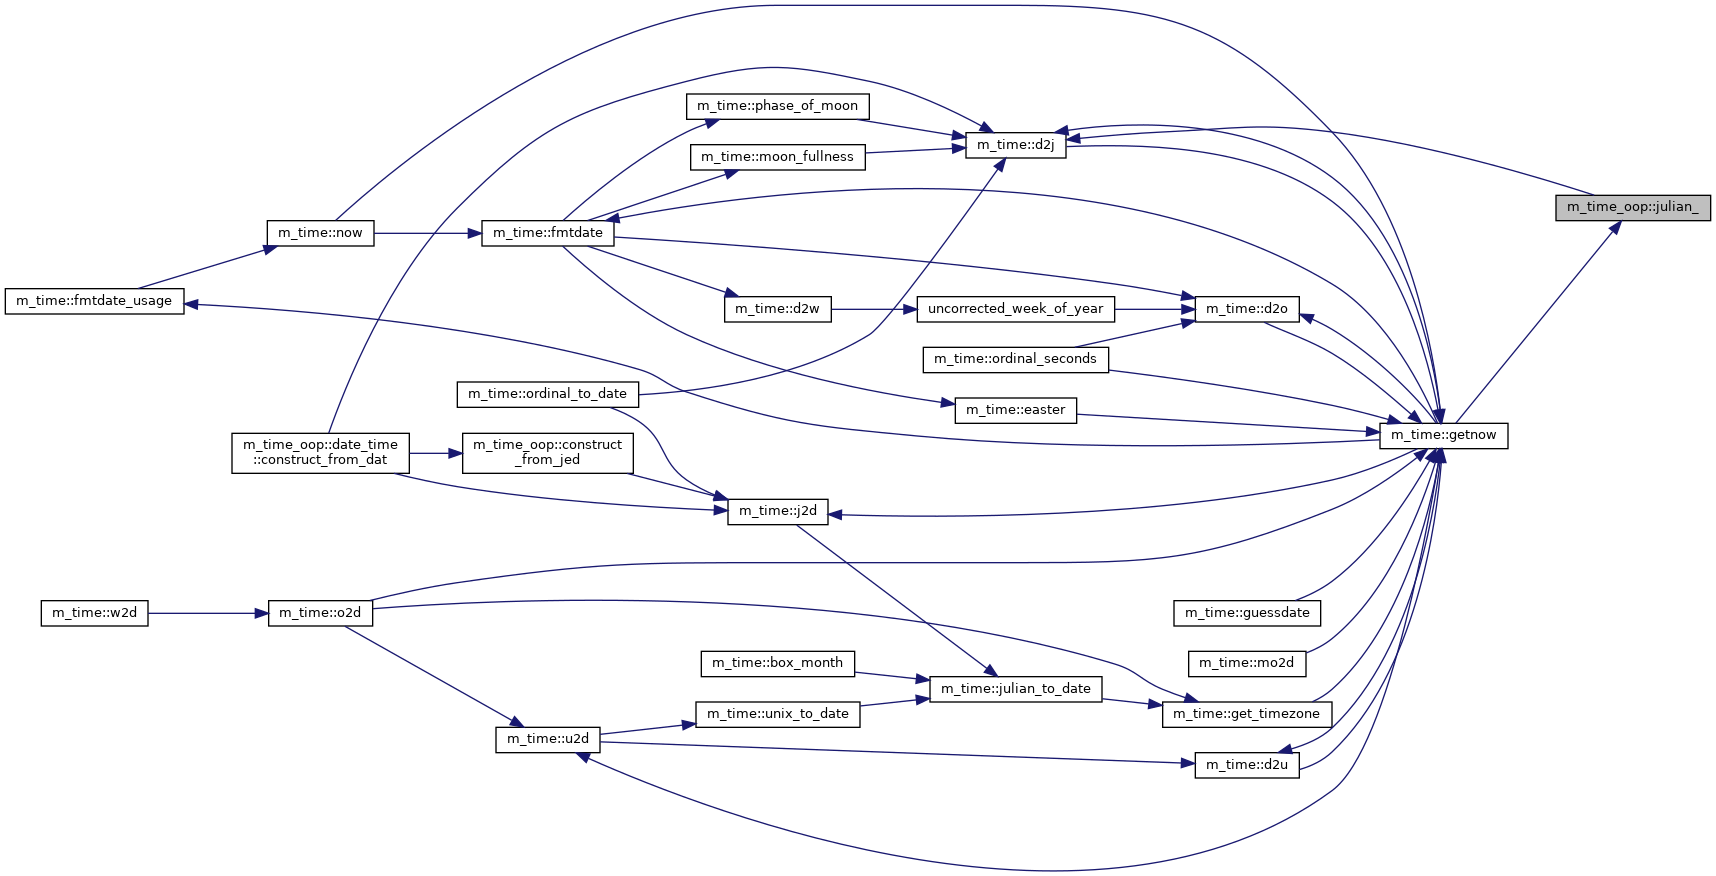 m_time::phase_of_moon
m_time::d2j
m_time::moon_fullness
m_time_oop::julian_
m_time::now
m_time::fmtdate
m_time::fmtdate_usage
m_time::d2w
uncorrected_week_of_year
m_time::d2o
m_time::ordinal_seconds
m_time::ordinal_to_date
m_time::easter
m_time::getnow
m_time_oop::date_time
::construct_from_dat
m_time_oop::construct
_from_jed
m_time::j2d
m_time::w2d
m_time::o2d
m_time::guessdate
m_time::box_month
m_time::mo2d
m_time::julian_to_date
m_time::unix_to_date
m_time::get_timezone
m_time::u2d
m_time::d2u